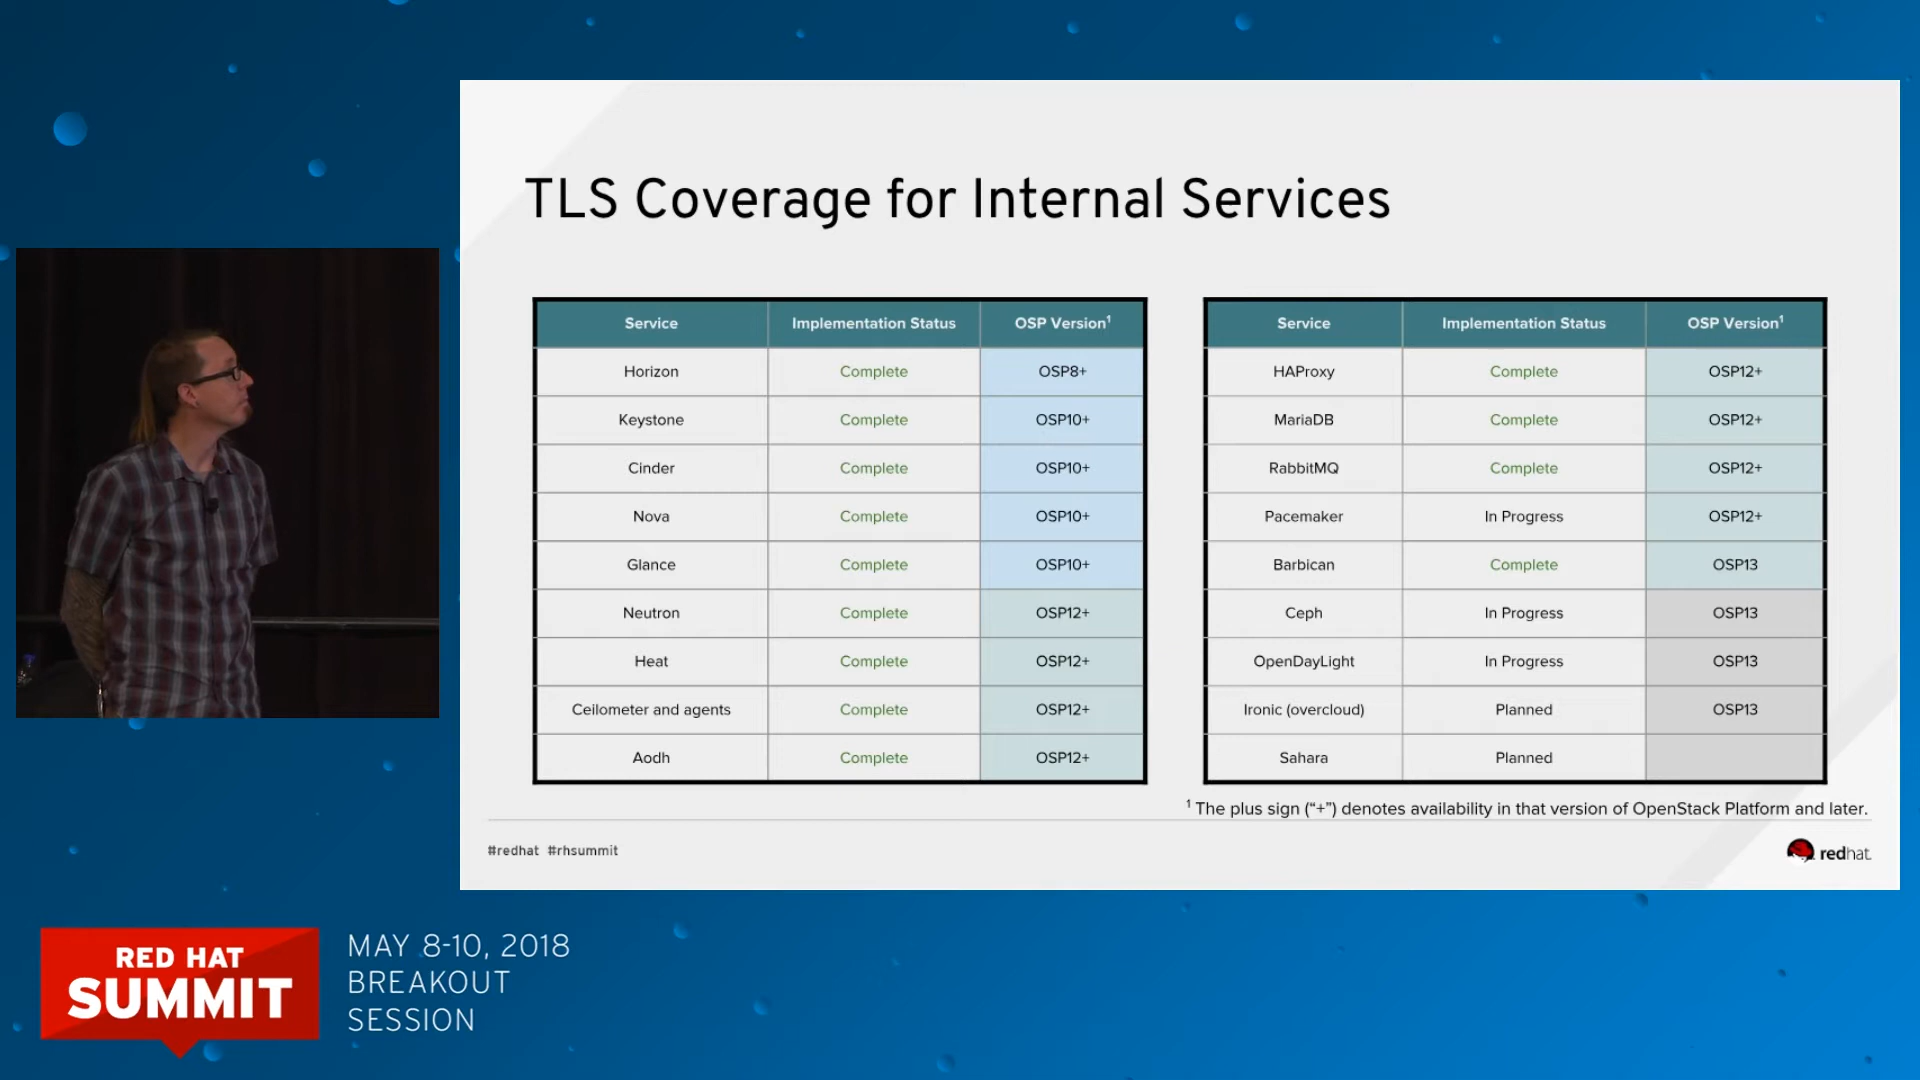 TLS Coverage for Internal Services
Service Implementation Status OSP Version¹
Horizon Complete OSP8+
Keystone Complete OSP10+
Cinder Complete OSP10+
Nova Complete OSP10+
Glance Complete OSP10+
Neutron Complete OSP12+
Heat Complete OSP12+
Ceilometer and agents Complete OSP12+
Aodh Complete OSP12+
Service Implementation Status OSP Version¹
HAProxy Complete OSP12+
MariaDB Complete OSP12+
RabbitMQ Complete OSP12+
Pacemaker In Progress OSP12+
Barbican Complete OSP13
Ceph In Progress OSP13
OpenDayLight In Progress OSP13
Ironic (overcloud) Planned OSP13
Sahara Planned
¹ The plus sign (“+”) denotes availability in that version of OpenStack Platform and later.
#redhat #rhsummit
redhat.
RED HAT
SUMMIT
MAY 8-10, 2018
BREAKOUT
SESSION